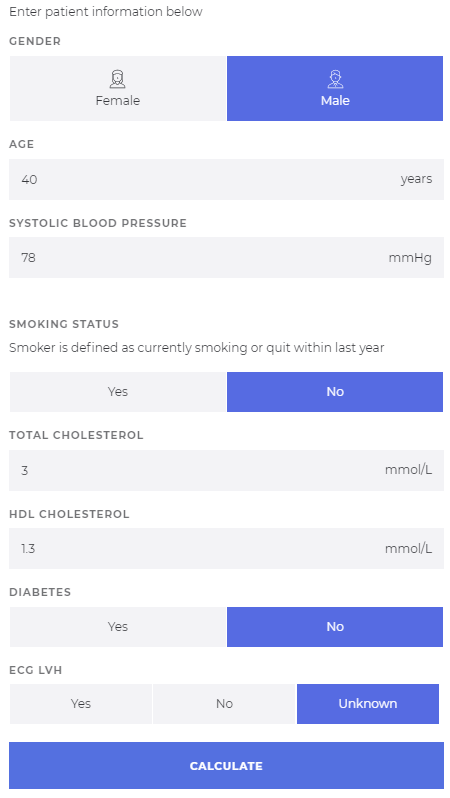 Enter patient information below
GENDER
Female Male
AGE
40 years
SYSTOLIC BLOOD PRESSURE
78 mmHg
SMOKING STATUS
Smoker is defined as currently smoking or quit within last year
Yes No
TOTAL CHOLESTEROL
3 mmol/L
HDL CHOLESTEROL
1.3 mmol/L
DIABETES
Yes No
ECG LVH
Yes No Unknown
CALCULATE